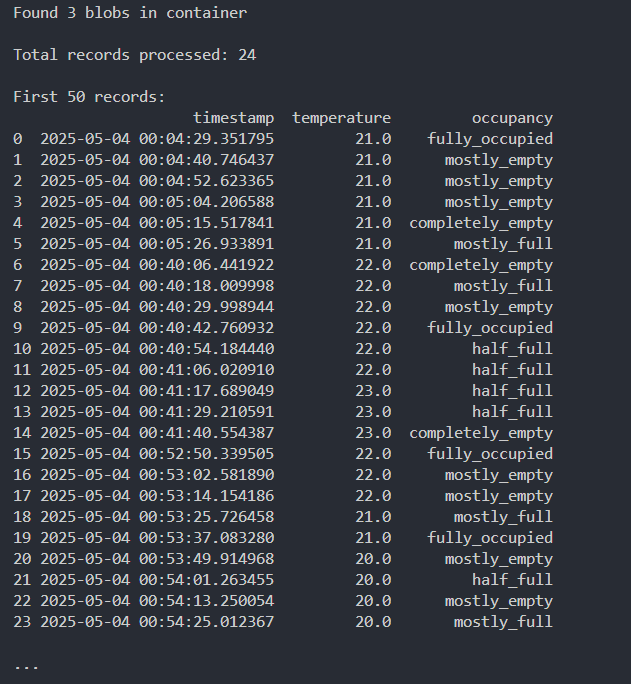 Found 3 blobs in container
Total records processed: 24
First 50 records:
timestamp temperature occupancy
0 2025-05-04 00:04:29.351795 21.0 fully_occupied
1 2025-05-04 00:04:40.746437 21.0 mostly_empty
2 2025-05-04 00:04:52.623365 21.0 mostly_empty
3 2025-05-04 00:05:04.206588 21.0 mostly_empty
4 2025-05-04 00:05:15.517841 21.0 completely_empty
5 2025-05-04 00:05:26.933891 21.0 mostly_full
6 2025-05-04 00:40:06.441922 22.0 completely_empty
7 2025-05-04 00:40:18.009998 22.0 mostly_full
8 2025-05-04 00:40:29.998944 22.0 mostly_empty
9 2025-05-04 00:40:42.760932 22.0 fully_occupied
10 2025-05-04 00:40:54.184440 22.0 half_full
11 2025-05-04 00:41:06.020910 22.0 half_full
12 2025-05-04 00:41:17.689049 23.0 half_full
13 2025-05-04 00:41:29.210591 23.0 half_full
14 2025-05-04 00:41:40.554387 23.0 completely_empty
15 2025-05-04 00:52:50.339505 22.0 fully_occupied
16 2025-05-04 00:53:02.581890 22.0 mostly_empty
17 2025-05-04 00:53:14.154186 22.0 mostly_empty
18 2025-05-04 00:53:25.726458 21.0 mostly_full
19 2025-05-04 00:53:37.083280 21.0 fully_occupied
20 2025-05-04 00:53:49.914968 20.0 mostly_empty
21 2025-05-04 00:54:01.263455 20.0 half_full
22 2025-05-04 00:54:13.250054 20.0 mostly_empty
23 2025-05-04 00:54:25.012367 20.0 mostly_full
...